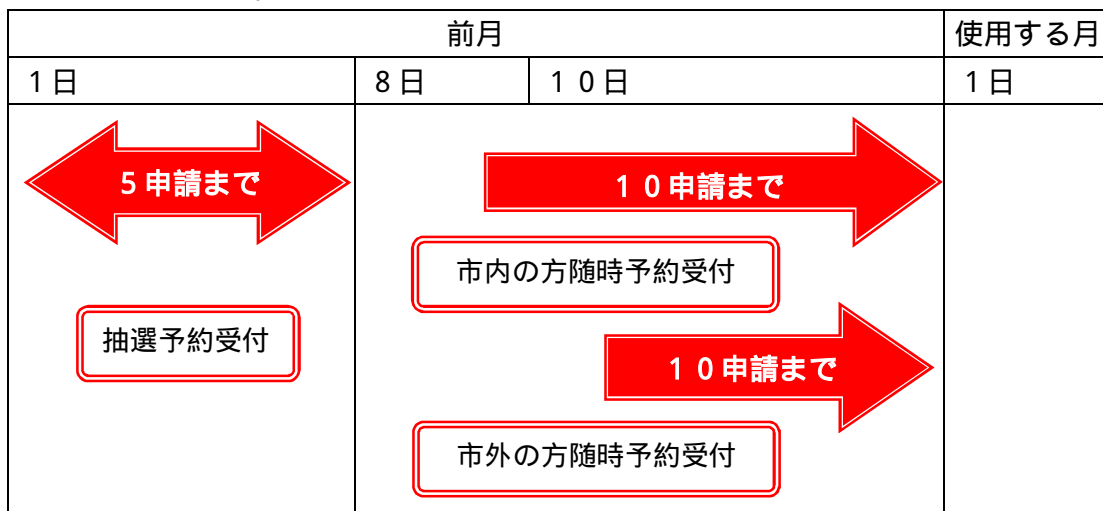 前月 使用する月
1日 8日 10日 1日
5申請まで 10申請まで
市内の方随時予約受付
抽選予約受付
10申請まで
市外の方随時予約受付